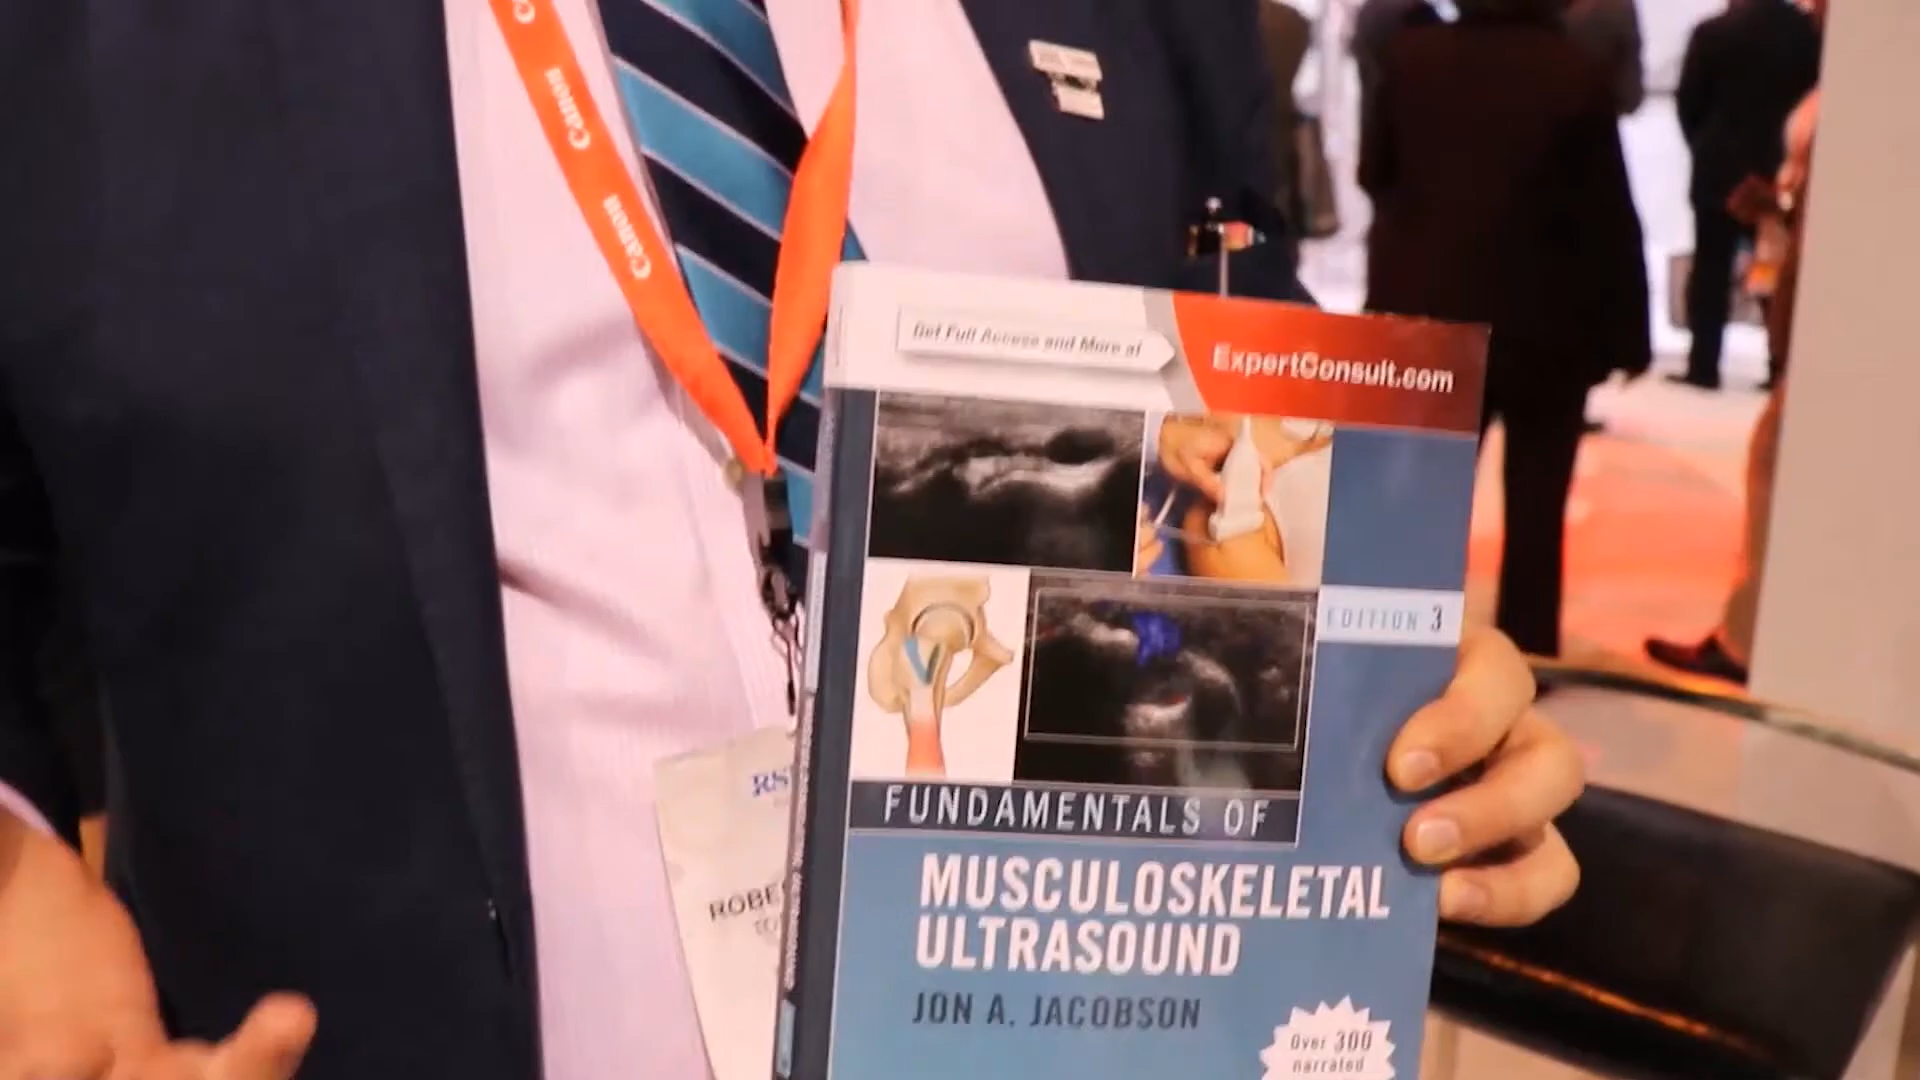 Canon
Canon
Get Full Access and More at
ExpertConsult.com
EDITION 3
FUNDAMENTALS OF
MUSCULOSKELETAL
ULTRASOUND
JON A. JACOBSON
Over 300
narrated